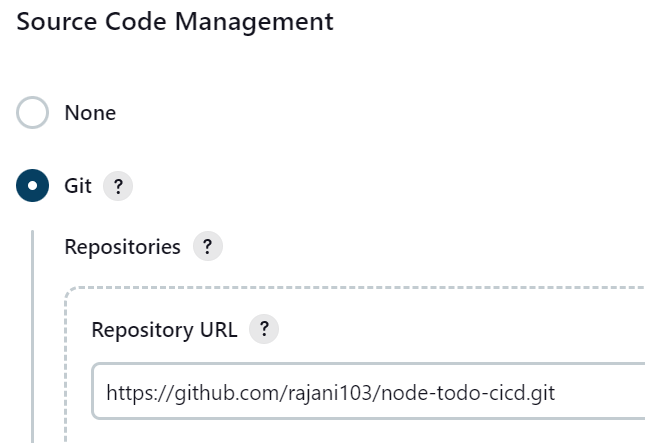 Source Code Management
None
Git ?
Repositories ?
Repository URL ?
https://github.com/rajani103/node-todo-cicd.git